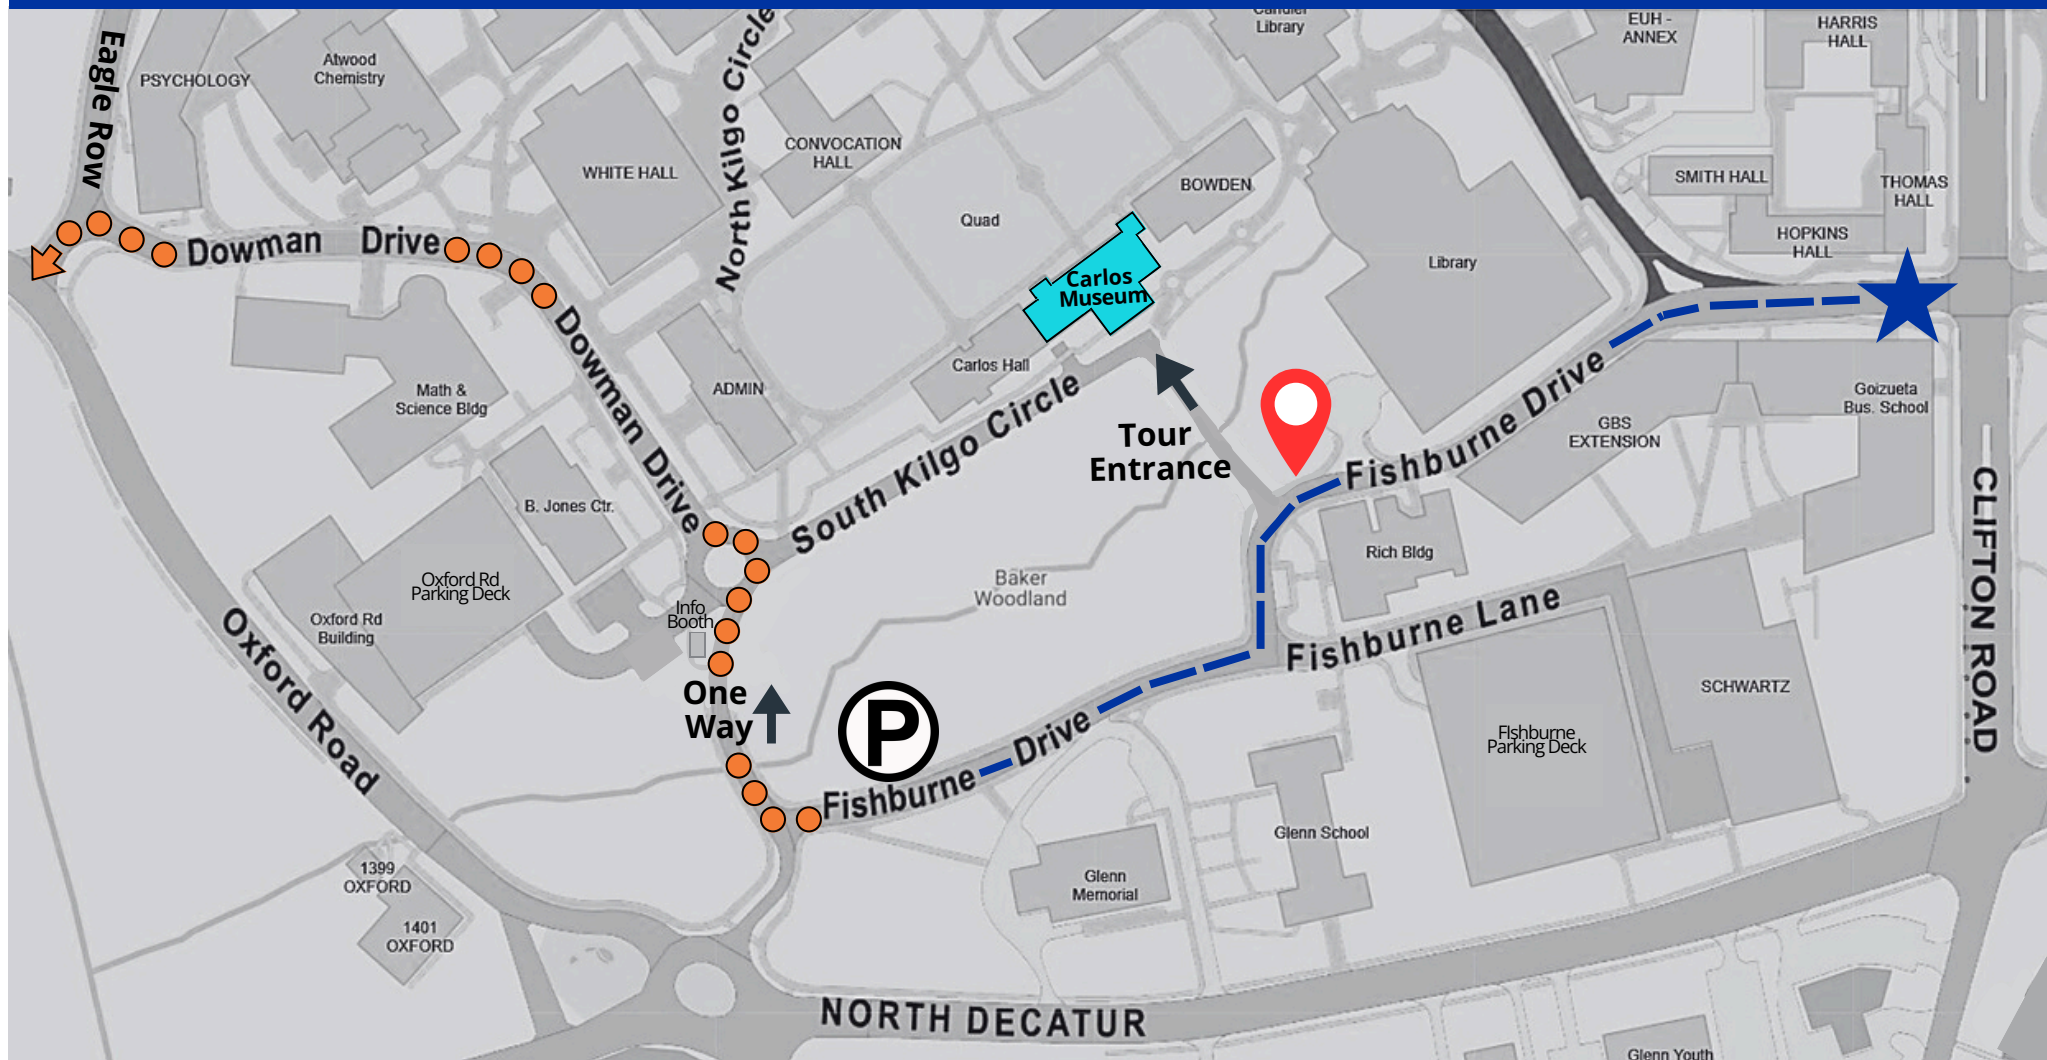 Candler
Library
EUH -
ANNEX
HARRIS
HALL
Eagle Row
PSYCHOLOGY
Atwood
Chemistry
North Kilgo Circle
CONVOCATION
HALL
WHITE HALL
BOWDEN
SMITH HALL
THOMAS
HALL
Quad
HOPKINS
HALL
Dowman Drive
Library
Carlos
Museum
Dowman Drive
Math &
Science Bldg
ADMIN
Carlos Hall
South Kilgo Circle
Tour
Entrance
Fishburne Drive
GBS
EXTENSION
Goizueta
Bus. School
CLIFTON ROAD
B. Jones Ctr.
Oxford Rd
Parking Deck
Oxford Rd
Building
Info
Booth
Baker
Woodland
Rich Bldg
Fishburne Lane
Oxford Road
One
Way
P
Fishburne Drive
SCHWARTZ
FIshburne
Parking Deck
Glenn School
1399
OXFORD
1401
OXFORD
Glenn
Memorial
NORTH DECATUR
Glenn Youth